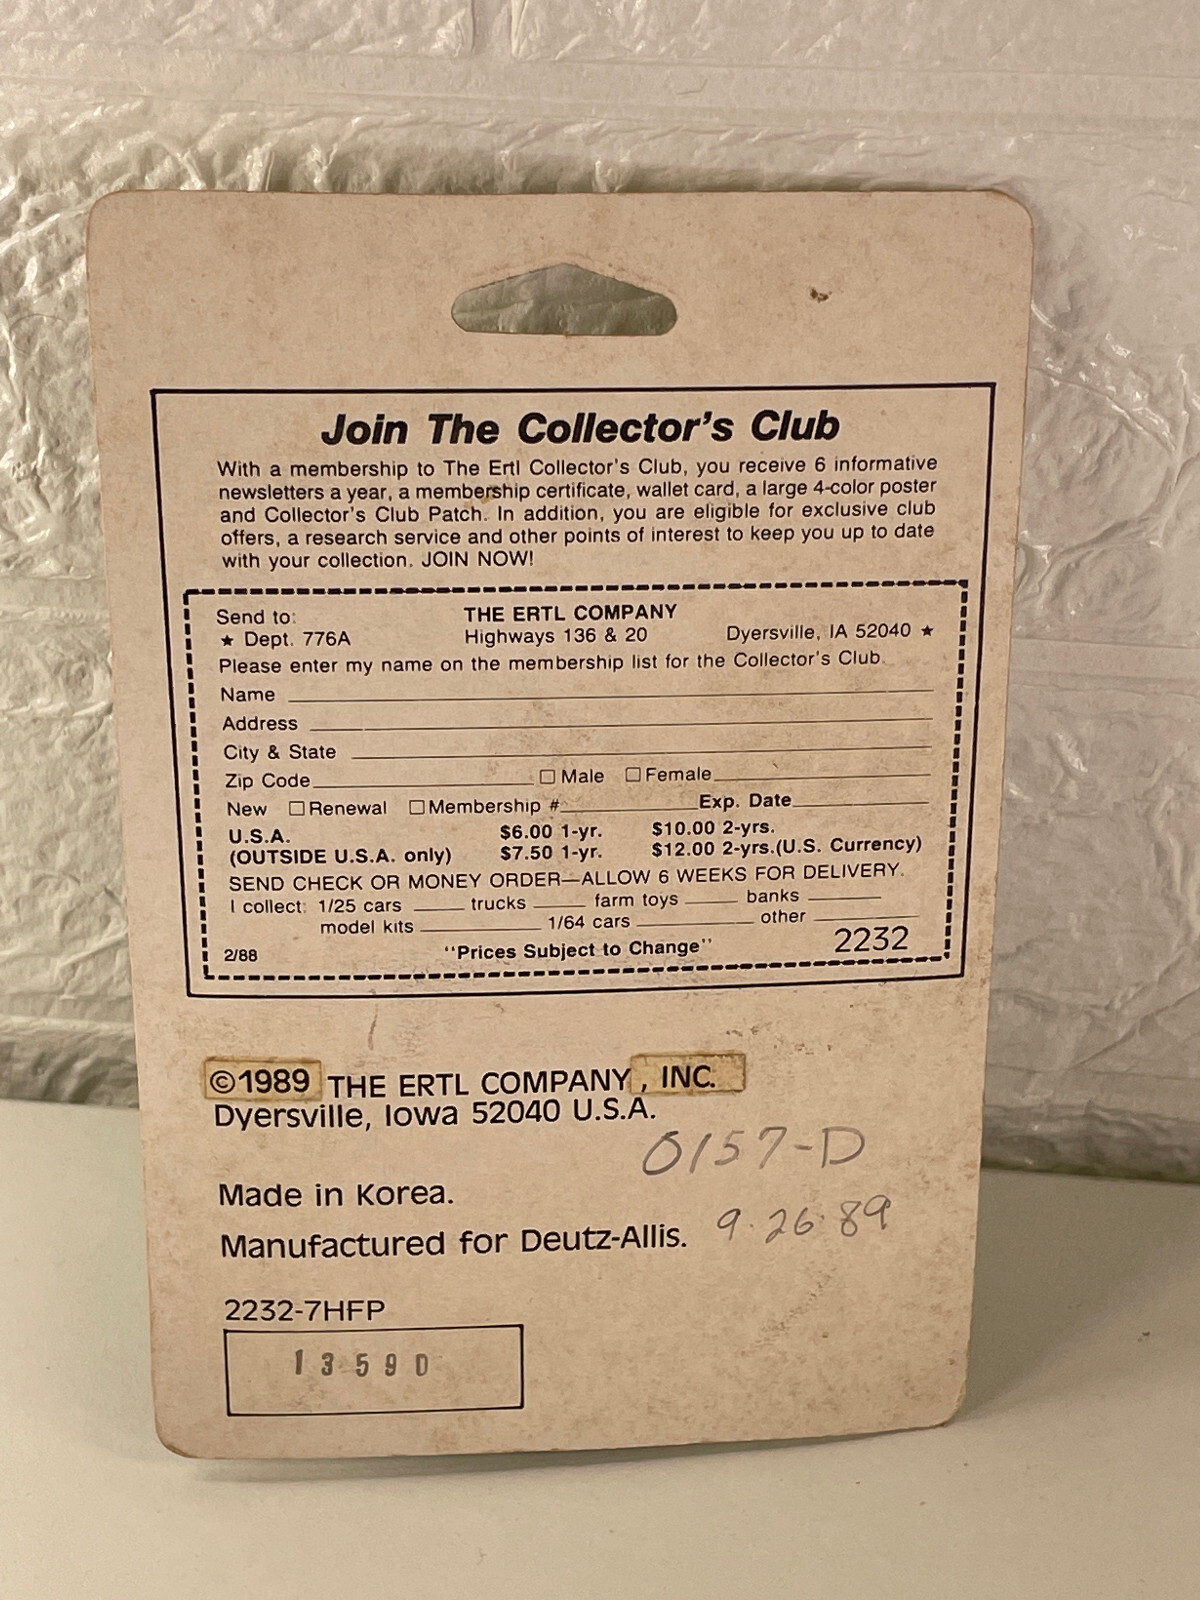 Join The Collector's Club
With a membership to The Ertl Collector's Club, you receive 6 informative
newsletters a year, a membership certificate, wallet card, a large 4-color poster
and Collector's Club Patch. In addition, you are eligible for exclusive club
offers, a research service and other points of interest to keep you up to date
with your collection. JOIN NOW!
Send to: THE ERTL COMPANY
★ Dept. 776A Highways 136 & 20 Dyersville, IA 52040 ★
Please enter my name on the membership list for the Collector's Club.
Name
Address
City & State
Zip Code ☐ Male ☐ Female
New ☐ Renewal ☐ Membership # Exp. Date
U.S.A. $6.00 1-yr. $10.00 2-yrs.
(OUTSIDE U.S.A. only) $7.50 1-yr. $12.00 2-yrs.(U.S. Currency)
SEND CHECK OR MONEY ORDER—ALLOW 6 WEEKS FOR DELIVERY.
I collect: 1/25 cars trucks farm toys banks
model kits 1/64 cars other
2/88 "Prices Subject to Change" 2232
©1989 THE ERTL COMPANY, INC.
Dyersville, Iowa 52040 U.S.A.
0157-D
Made in Korea.
Manufactured for Deutz-Allis. 9·26·89
2232-7HFP
1359D